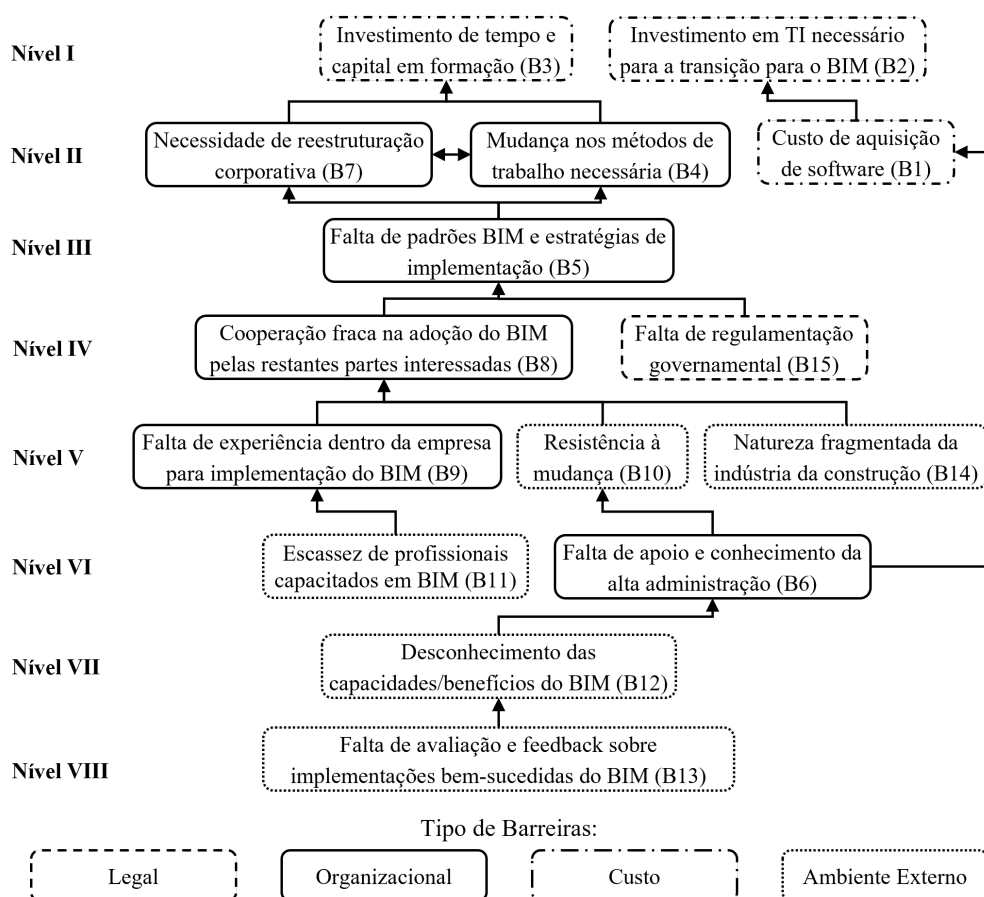 Nível I
Investimento de tempo e
capital em formação (B3)
Investimento em TI necessário
para a transição para o BIM (B2)
Nível II
Necessidade de reestruturação
corporativa (B7)
Mudança nos métodos de
trabalho necessária (B4)
Custo de aquisição
de software (B1)
Nível III
Falta de padrões BIM e estratégias de
implementação (B5)
Nível IV
Cooperação fraca na adoção do BIM
pelas restantes partes interessadas (B8)
Falta de regulamentação
governamental (B15)
Nível V
Falta de experiência dentro da empresa
para implementação do BIM (B9)
Resistência à
mudança (B10)
Natureza fragmentada da
indústria da construção (B14)
Nível VI
Escassez de profissionais
capacitados em BIM (B11)
Falta de apoio e conhecimento da
alta administração (B6)
Nível VII
Desconhecimento das
capacidades/benefícios do BIM (B12)
Nível VIII
Falta de avaliação e feedback sobre
implementações bem-sucedidas do BIM (B13)
Tipo de Barreiras:
Legal
Organizacional
Custo
Ambiente Externo